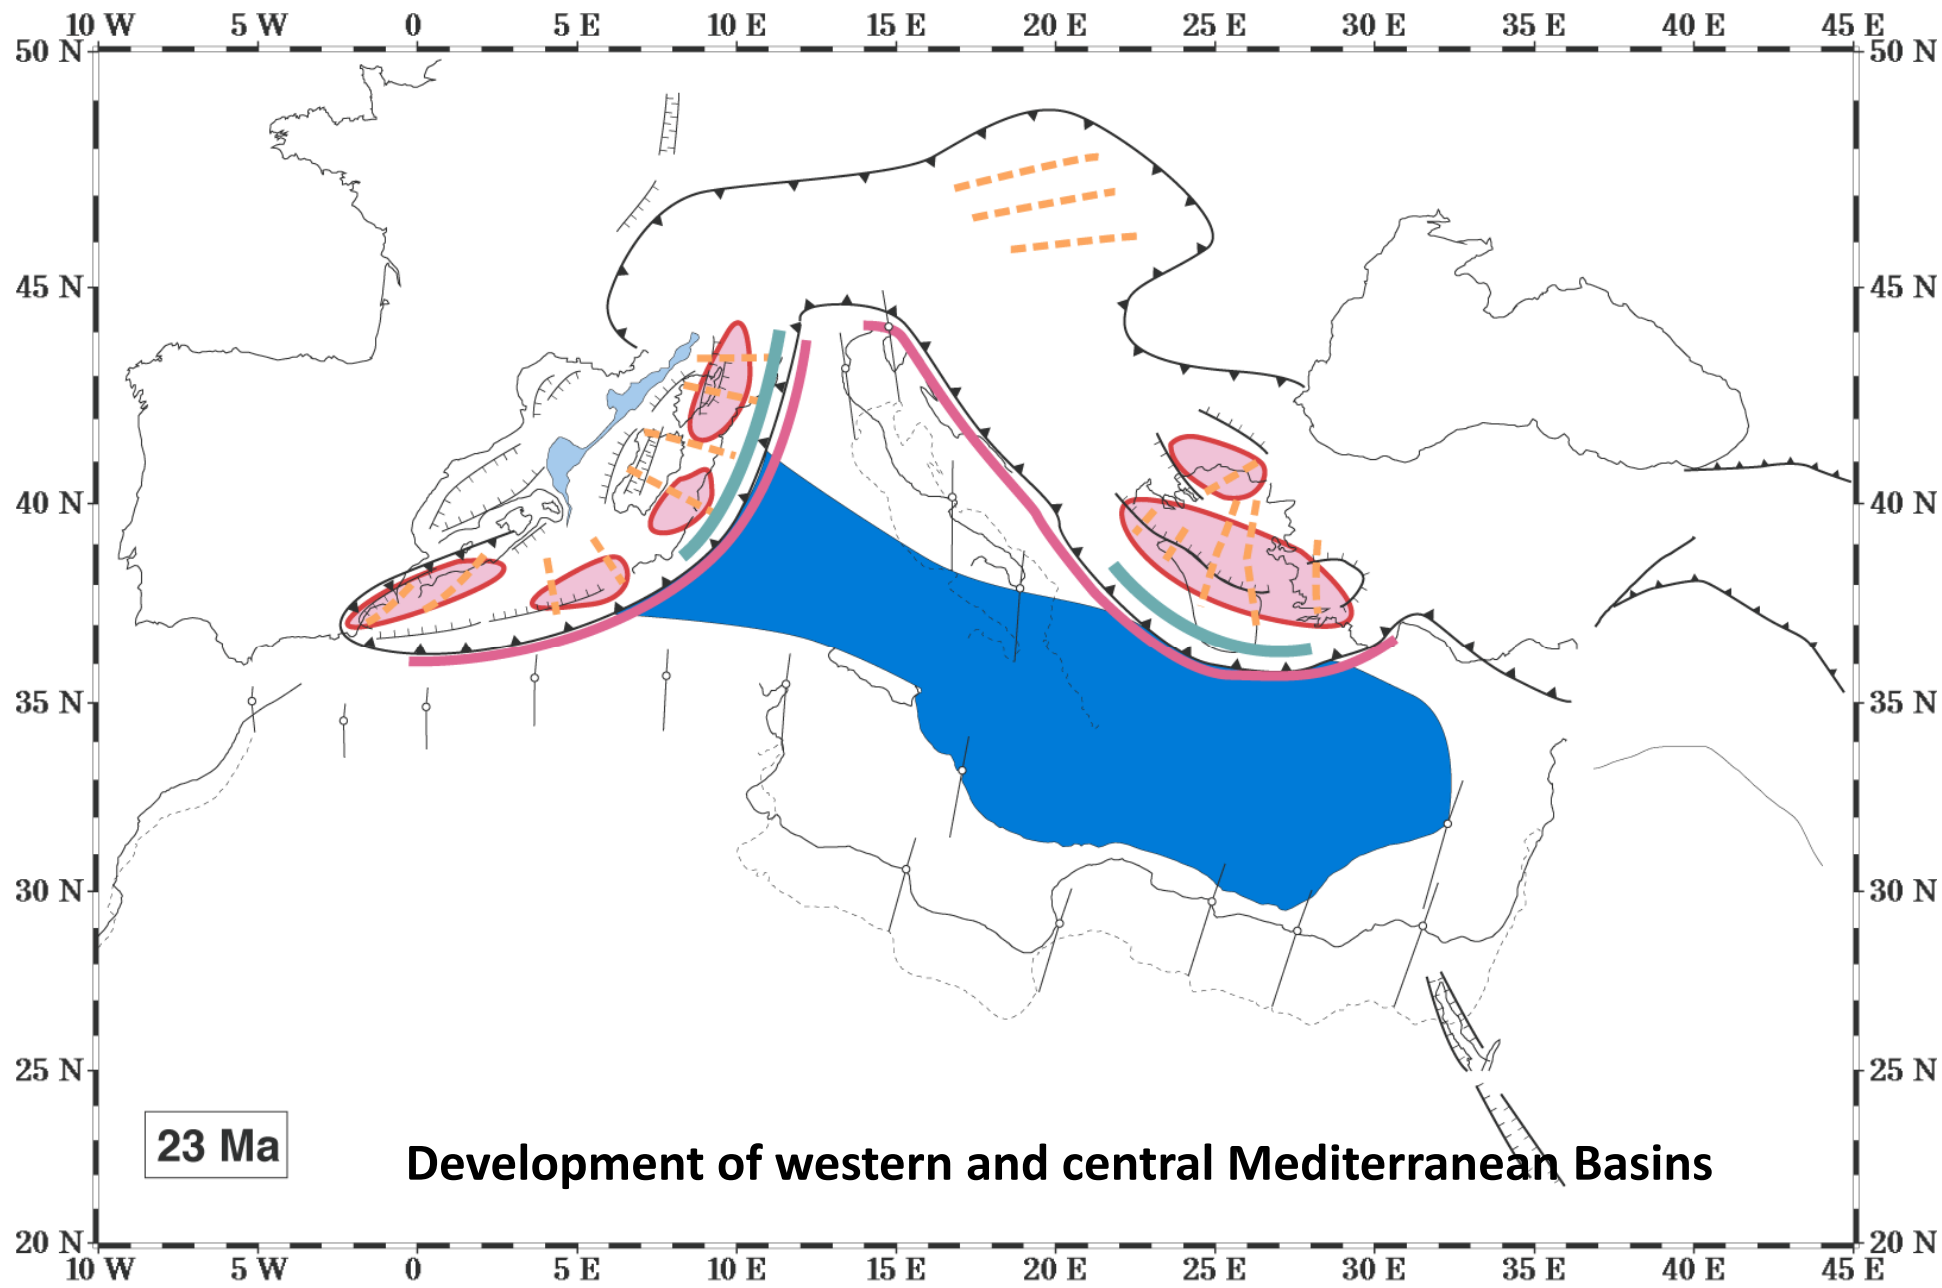 10 W 5 W 0 5 E 10 E 15 E 20 E 25 E 30 E 35 E 40 E 45 E
50 N 50 N
45 N 45 N
40 N 40 N
35 N 35 N
30 N 30 N
25 N 25 N
23 Ma
Development of western and central Mediterranean Basins
20 N 20 N
10 W 5 W 0 5 E 10 E 15 E 20 E 25 E 30 E 35 E 40 E 45 E